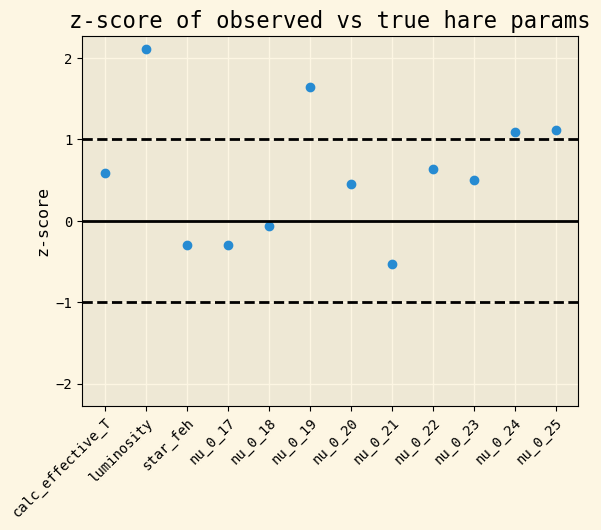 z-score of observed vs true hare params
z-score
2
1
0
−1
−2
calc_effective_T
luminosity
star_feh
nu_0_17
nu_0_18
nu_0_19
nu_0_20
nu_0_21
nu_0_22
nu_0_23
nu_0_24
nu_0_25